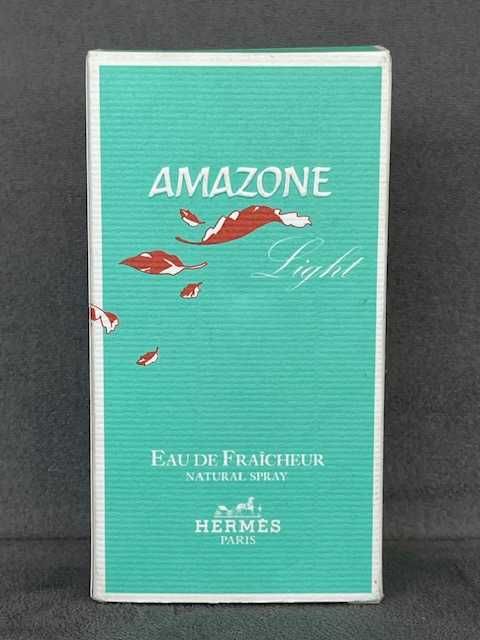 AMAZONE
Light
EAU DE FRAÎCHEUR
NATURAL SPRAY
HERMÈS
PARIS